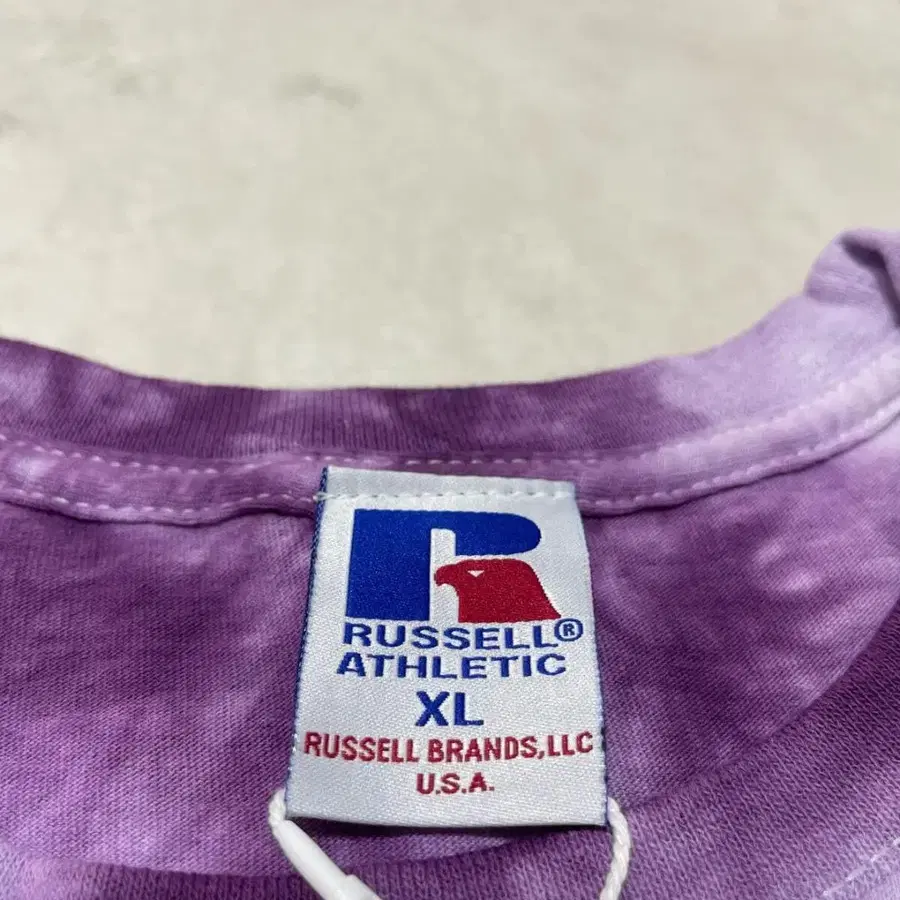 R
RUSSELL®
ATHLETIC
XL
RUSSELL BRANDS,LLC
U.S.A.